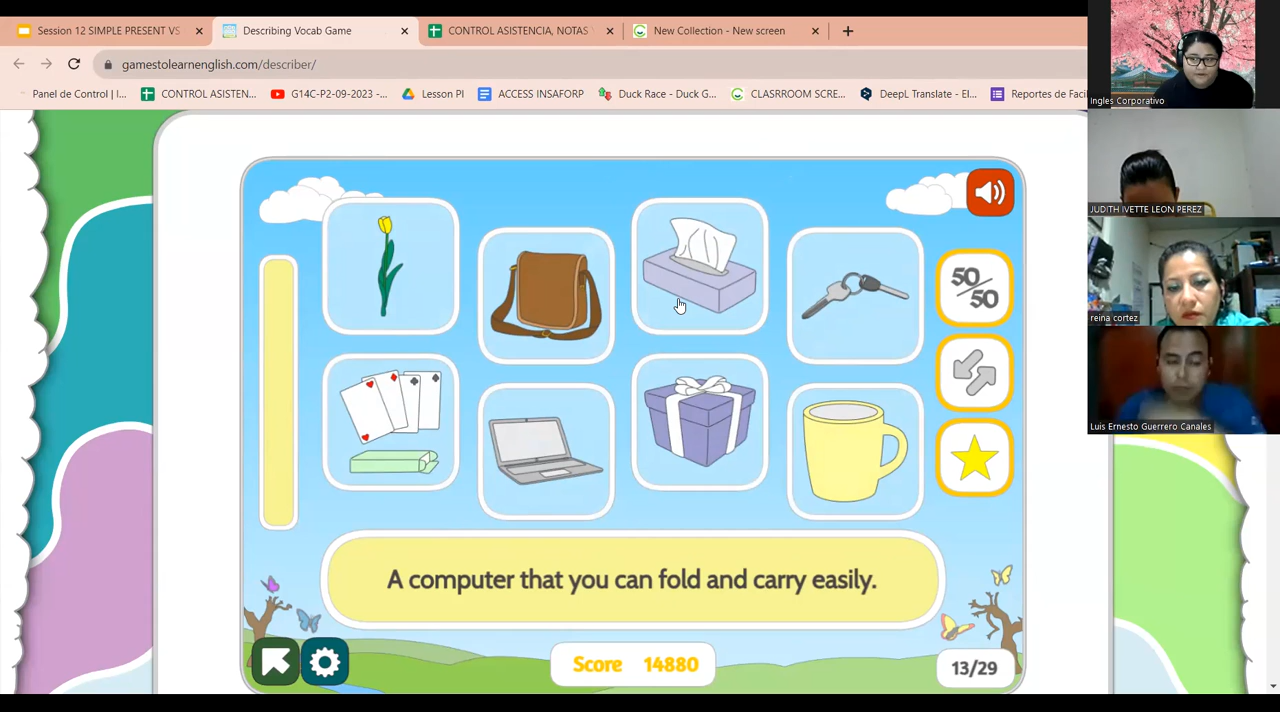 Session 12 SIMPLE PRESENT VS
Describing Vocab Game
CONTROL ASISTENCIA, NOTAS
New Collection - New screen
gamestolearnenglish.com/describer/
Panel de Control | I...
CONTROL ASISTEN...
G14C-P2-09-2023 -...
Lesson Pl
ACCESS INSAFORP
Duck Race - Duck G...
CLASRROOM SCRE...
DeepL Translate - El...
Reportes de Facil
Ingles Corporativo
JUDITH IVETTE LEON PEREZ
reina cortez
Luis Ernesto Guerrero Canales
50/50
A computer that you can fold and carry easily.
Score 14880
13/29